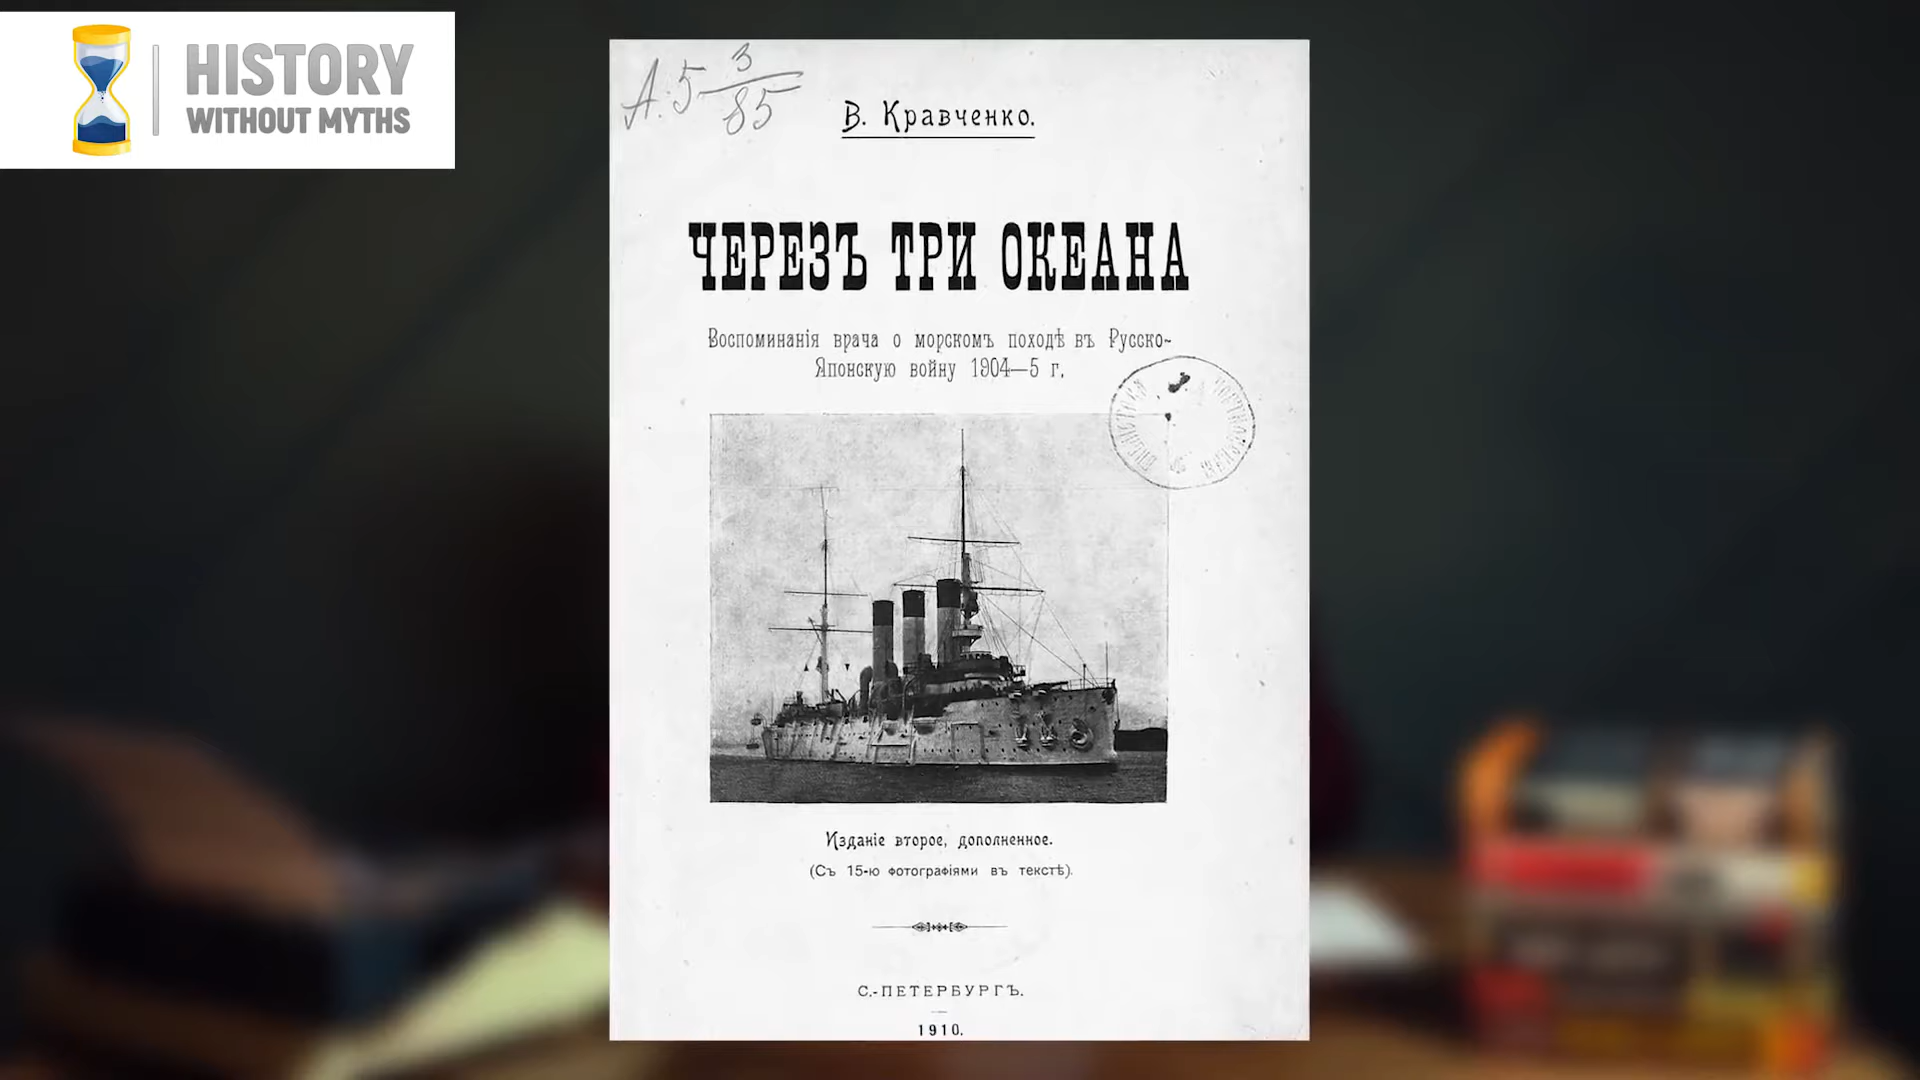 HISTORY
WITHOUT MYTHS
А. 5 3/85
В. Кравченко.
ЧЕРЕЗЪ ТРИ ОКЕАНА
Воспоминанія врача о морскомъ походѣ въ Русско-
Японскую войну 1904—5 г.
Изданіе второе, дополненное.
(Съ 15-ю фотографіями въ текстѣ).
С.-ПЕТЕРБУРГЪ.
1910.